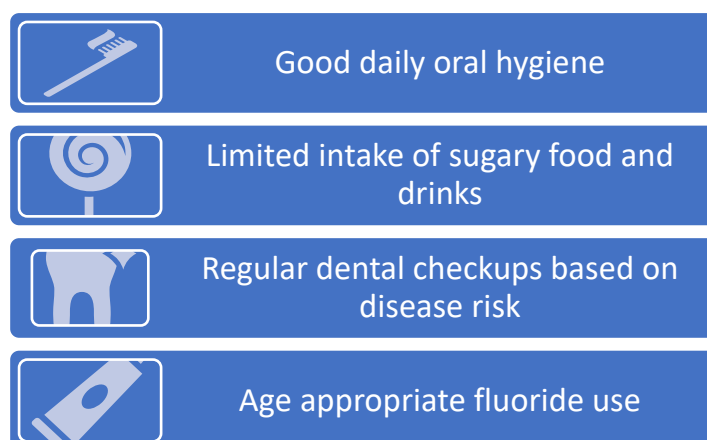 Good daily oral hygiene
Limited intake of sugary food and
drinks
Regular dental checkups based on
disease risk
Age appropriate fluoride use